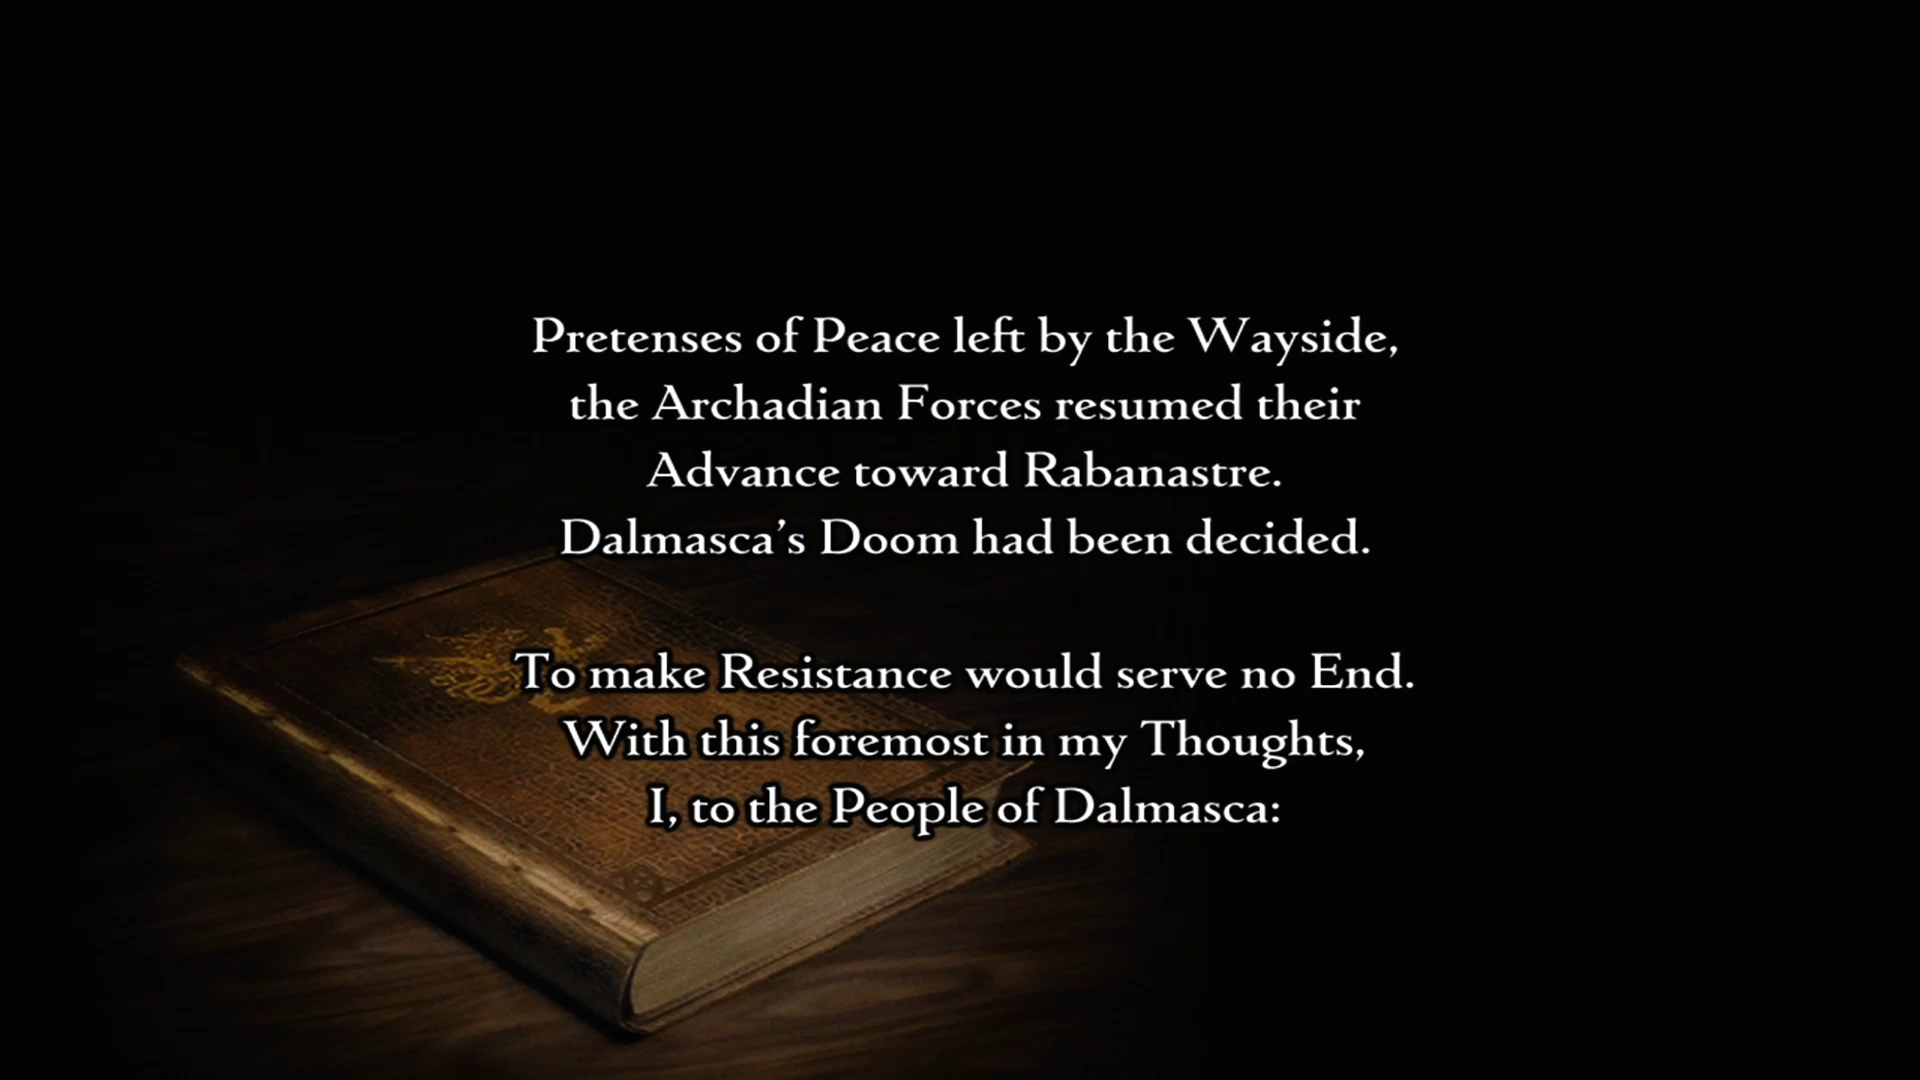 Pretenses of Peace left by the Wayside,
the Archadian Forces resumed their
Advance toward Rabanastre.
Dalmasca’s Doom had been decided.
To make Resistance would serve no End.
With this foremost in my Thoughts,
I, to the People of Dalmasca: